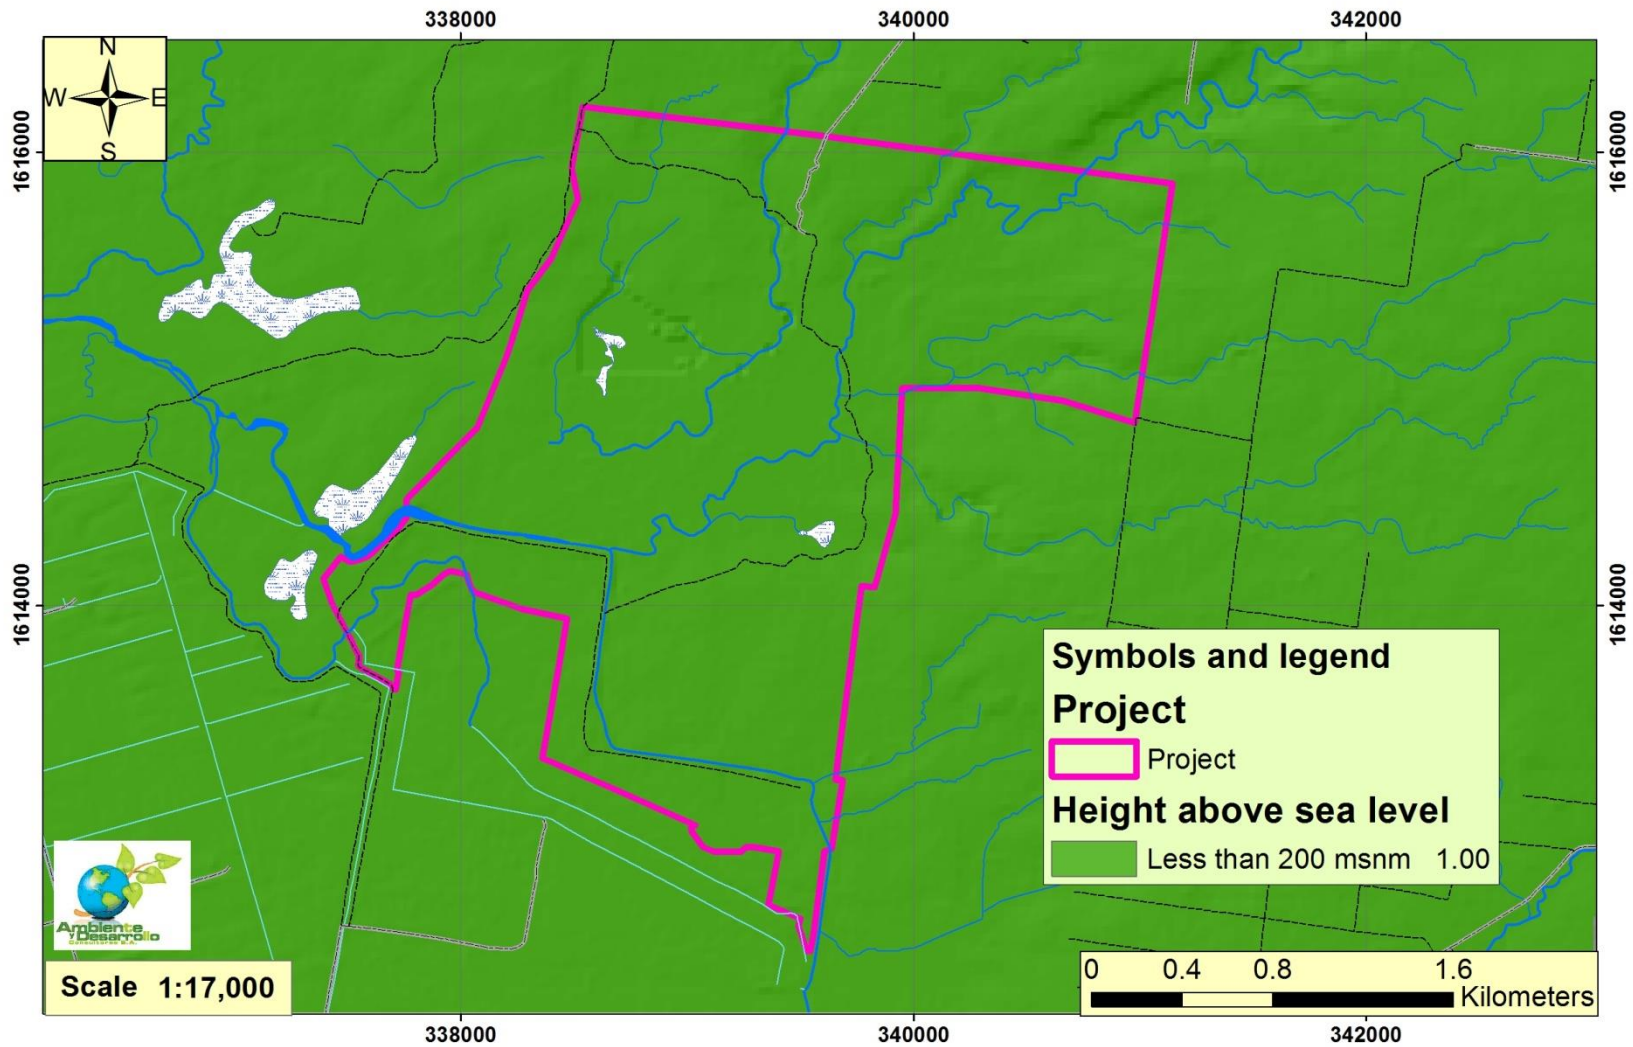 338000 340000 342000
N
W E
S
1616000 1616000
1614000 1614000
Symbols and legend
Project
Project
Height above sea level
Less than 200 msnm 1.00
Ambiente
y Desarrollo
Consultores S.A.
Scale 1:17,000
0 0.4 0.8 1.6
Kilometers
338000 340000 342000